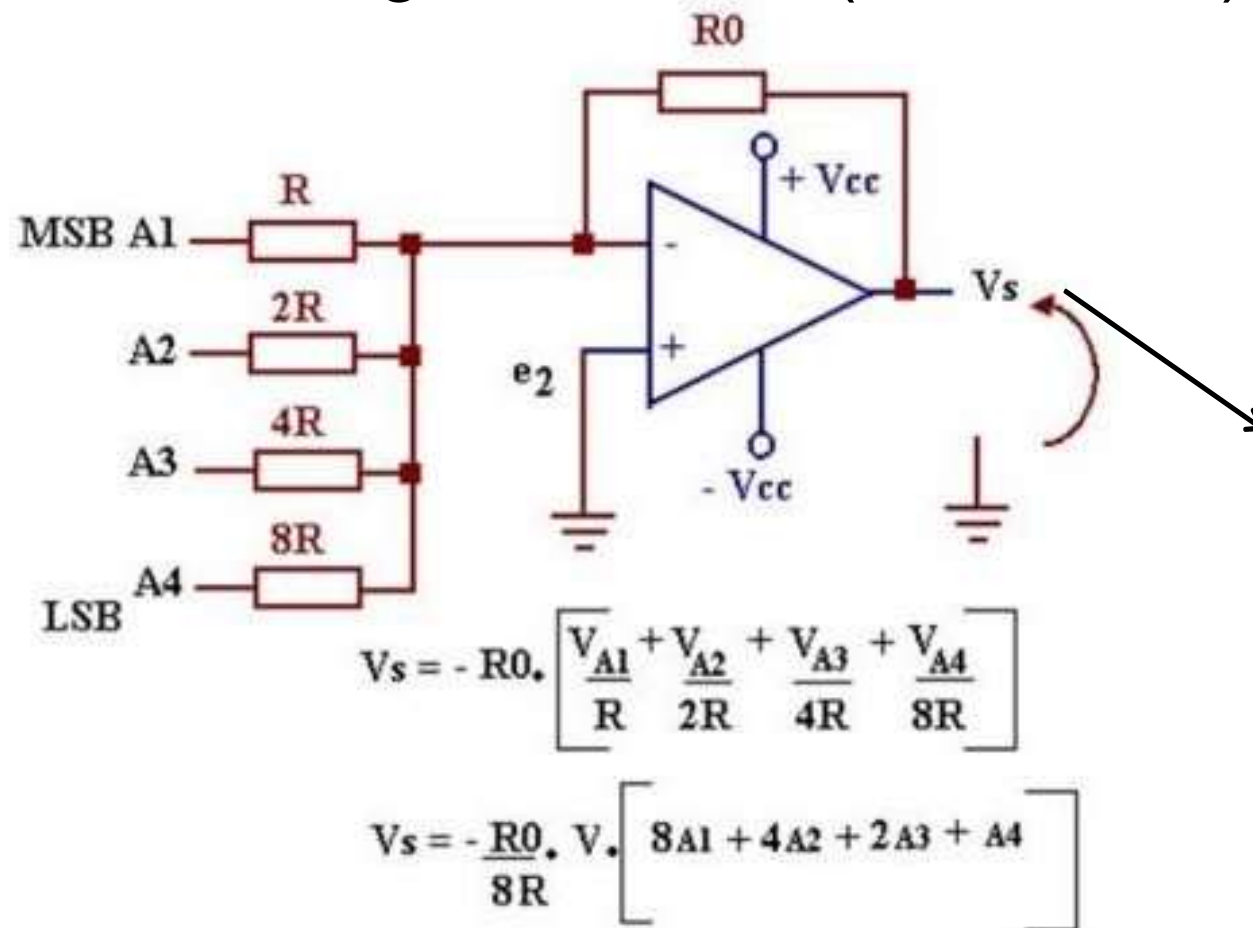 R0
+ Vcc
R
MSB A1
-
Vs
2R
A2
+
e2
4R
A3
- Vcc
8R
A4
LSB
Vs = - R0. [ VA1/R + VA2/2R + VA3/4R + VA4/8R ]
Vs = - R0/8R . V. [ 8A1 + 4A2 + 2A3 + A4 ]